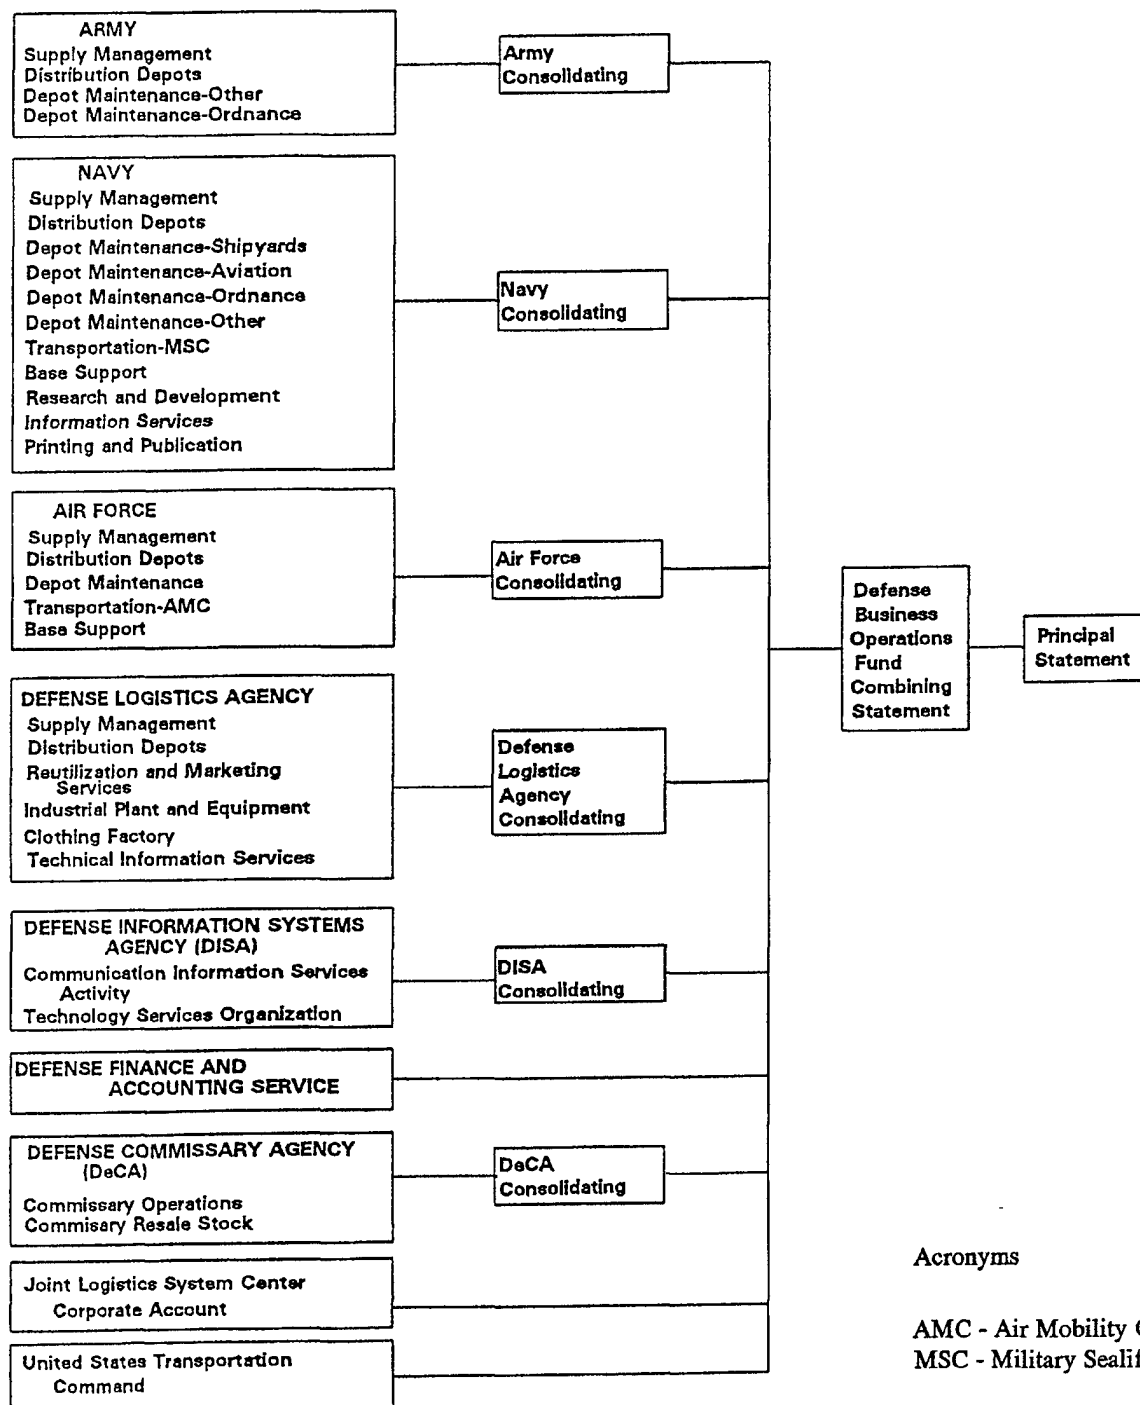 ARMY
Supply Management
Distribution Depots
Depot Maintenance-Other
Depot Maintenance-Ordnance
Army
Consolidating
NAVY
Supply Management
Distribution Depots
Depot Maintenance-Shipyards
Depot Maintenance-Aviation
Depot Maintenance-Ordnance
Depot Maintenance-Other
Transportation-MSC
Base Support
Research and Development
Information Services
Printing and Publication
Navy
Consolidating
AIR FORCE
Supply Management
Distribution Depots
Depot Maintenance
Transportation-AMC
Base Support
Air Force
Consolidating
DEFENSE LOGISTICS AGENCY
Supply Management
Distribution Depots
Reutilization and Marketing
Services
Industrial Plant and Equipment
Clothing Factory
Technical Information Services
Defense
Logistics
Agency
Consolidating
DEFENSE INFORMATION SYSTEMS
AGENCY (DISA)
Communication Information Services
Activity
Technology Services Organization
DISA
Consolidating
DEFENSE FINANCE AND
ACCOUNTING SERVICE
DEFENSE COMMISSARY AGENCY
(DeCA)
Commissary Operations
Commisary Resale Stock
DeCA
Consolidating
Joint Logistics System Center
Corporate Account
United States Transportation
Command
Defense
Business
Operations
Fund
Combining
Statement
Principal
Statement
Acronyms
AMC - Air Mobility
MSC - Military